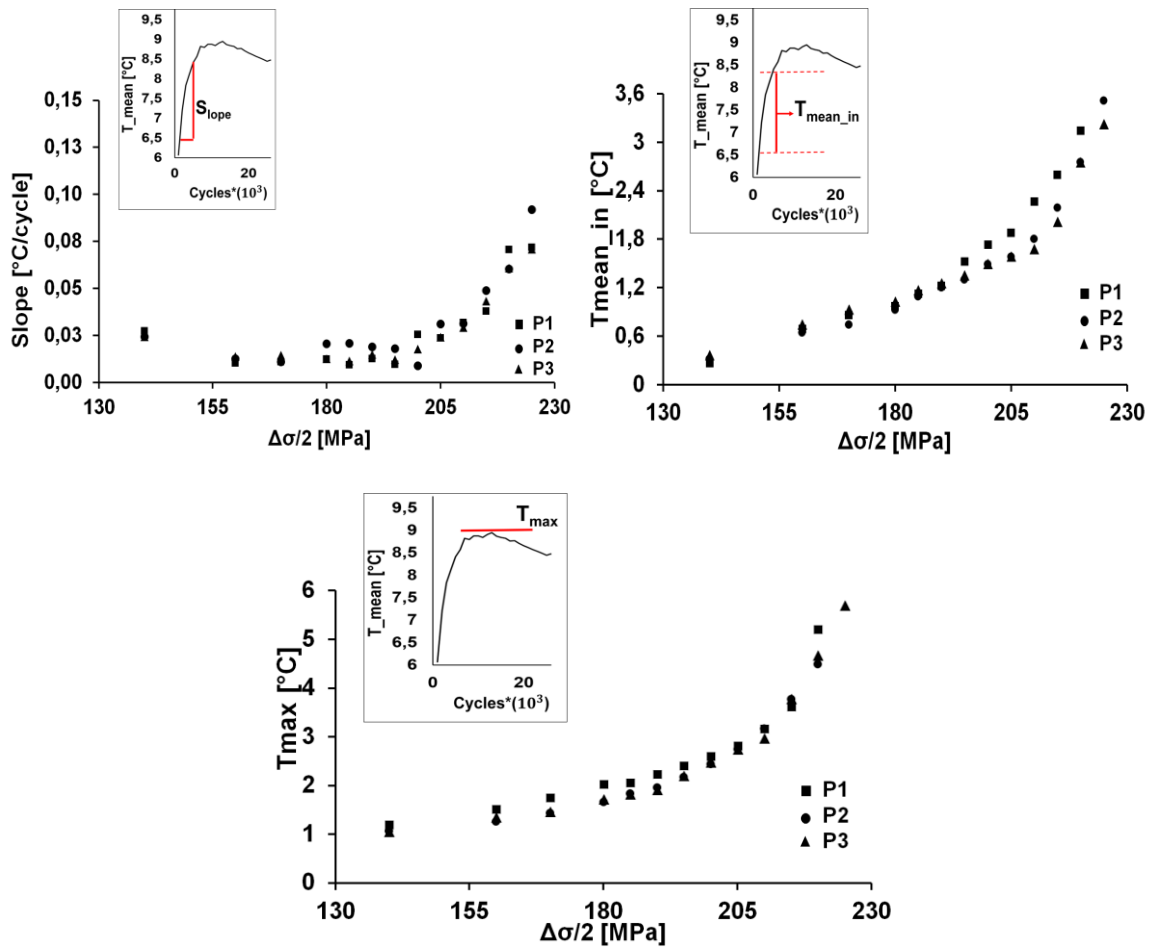 9,5
9
8,5
8
7,5
7
6,5
6
T_mean [°C]
Slope
0
20
Cycles*(10³)
0,15
0,13
0,10
0,08
0,05
0,03
0,00
Slope [°C/cycle]
P1
P2
P3
130 155 180 205 230
Δσ/2 [MPa]
9,5
9
8,5
8
7,5
7
6,5
6
T_mean [°C]
Tmean_in
0
20
Cycles*(10³)
3,6
3
2,4
1,8
1,2
0,6
0
Tmean_in [°C]
P1
P2
P3
130 155 180 205 230
Δσ/2 [MPa]
9,5
9
8,5
8
7,5
7
6,5
6
T_mean [°C]
Tmax
0
20
Cycles*(10³)
6
5
4
3
2
1
0
Tmax [°C]
P1
P2
P3
130 155 180 205 230
Δσ/2 [MPa]